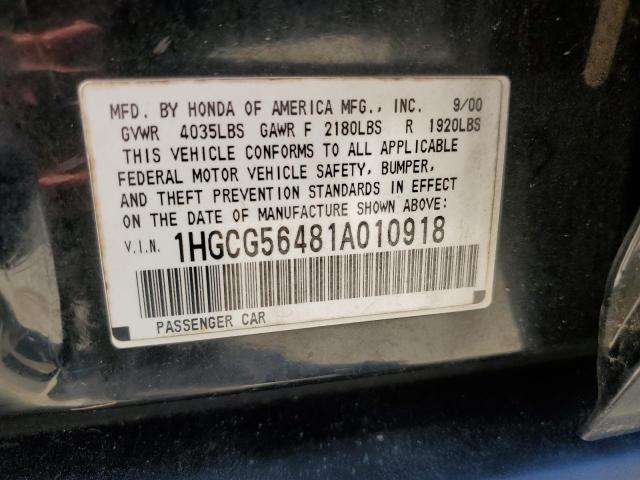 MFD. BY HONDA OF AMERICA MFG., INC. 9/00
GVWR 4035LBS GAWR F 2180LBS R 1920LBS
THIS VEHICLE CONFORMS TO ALL APPLICABLE
FEDERAL MOTOR VEHICLE SAFETY, BUMPER,
AND THEFT PREVENTION STANDARDS IN EFFECT
ON THE DATE OF MANUFACTURE SHOWN ABOVE:
V.I.N. 1HGCG56481A010918
PASSENGER CAR